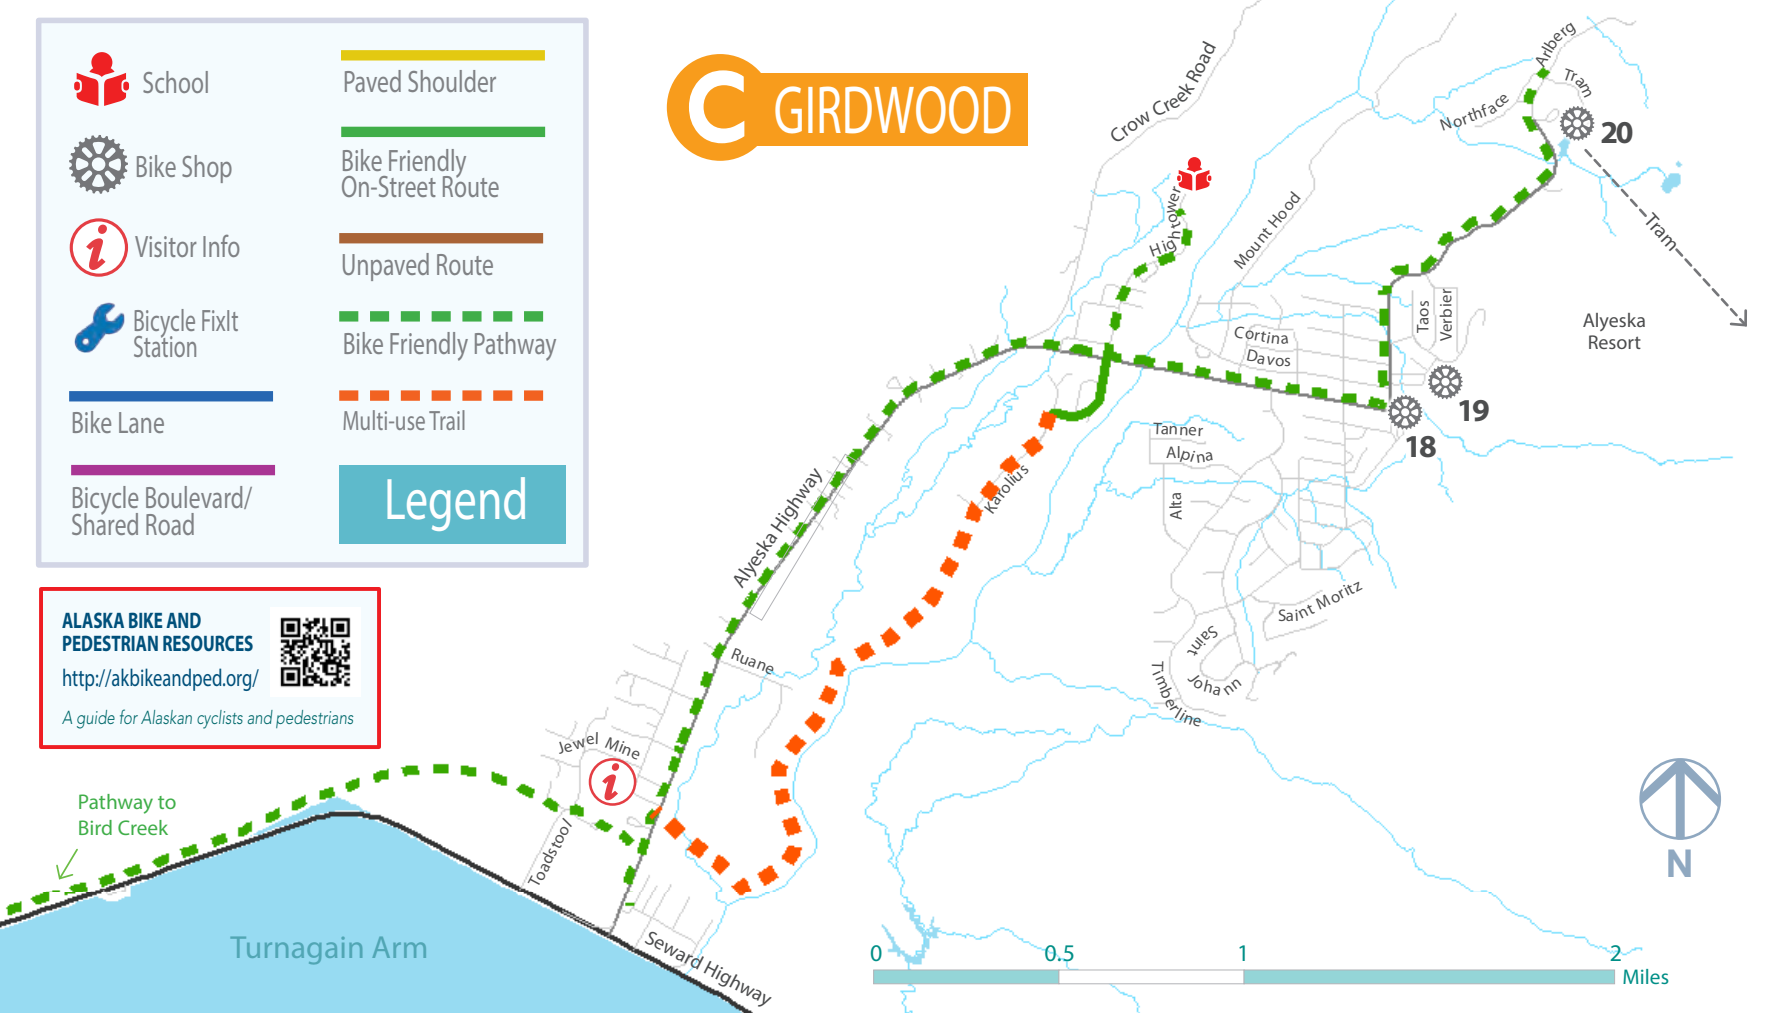 School
Bike Shop
Visitor Info
Bicycle FixIt
Station
Bike Lane
Bicycle Boulevard/
Shared Road
Paved Shoulder
Bike Friendly
On-Street Route
Unpaved Route
Bike Friendly Pathway
Multi-use Trail
Legend
C GIRDWOOD
ALASKA BIKE AND
PEDESTRIAN RESOURCES
http://akbikeandped.org/
A guide for Alaskan cyclists and pedestrians
Crow Creek Road
Hightower
Mount Hood
Arlberg
Tram
Northface
20
Tram
Alyeska
Resort
Taos
Verbier
Cortina
Davos
19
18
Tanner
Alpina
Alta
Karolius
Alyeska Highway
Saint Moritz
Saint
Johann
Timberline
Ruane
Jewel Mine
Toadstool
Pathway to
Bird Creek
Turnagain Arm
Seward Highway
N
0 0.5 1 2
Miles